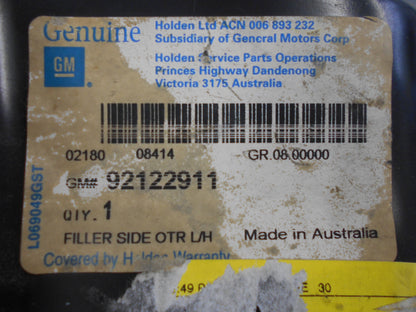 Genuine
GM
Holden Ltd ACN 006 893 232
Subsidiary of General Motors Corp
Holden Service Parts Operations
Princes Highway Dandenong
Victoria 3175 Australia
02180 08414 GR.08.00000
GM# 92122911
QTY. 1
FILLER SIDE OTR L/H Made in Australia
Covered by Holden Warranty
L069049GST
30